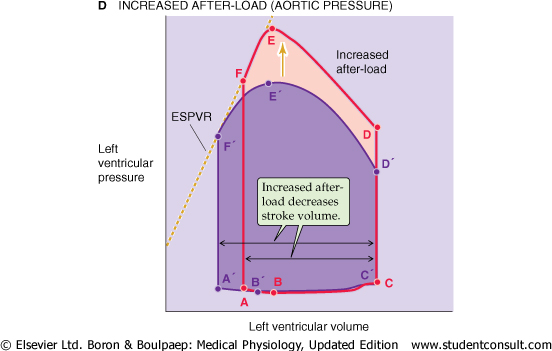 D INCREASED AFTER-LOAD (AORTIC PRESSURE)
E
Increased
after-load
F
E´
ESPVR
D
F´
Left
ventricular
pressure
D´
Increased after-
load decreases
stroke volume.
A´
B´
B
C´
C
A
Left ventricular volume
© Elsevier Ltd. Boron & Boulpaep: Medical Physiology, Updated Edition www.studentconsult.com